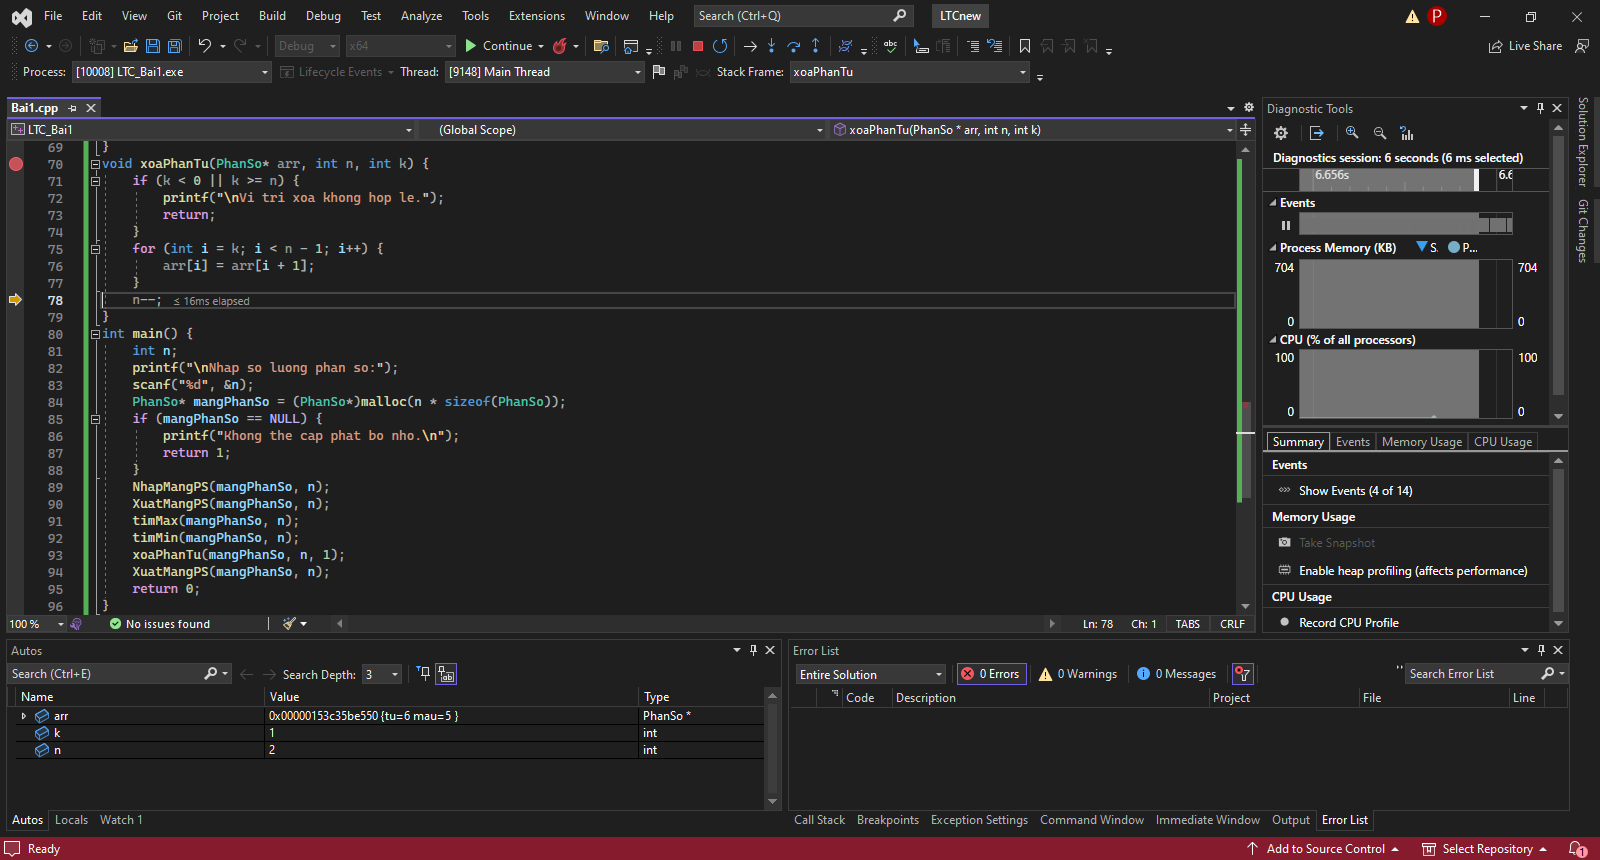 File Edit View Git Project Build Debug Test Analyze Tools Extensions Window Help Search (Ctrl+Q) LTCnew P
Debug x64 Continue Live Share
Process: [10008] LTC_Bai1.exe Lifecycle Events Thread: [9148] Main Thread Stack Frame: xoaPhanTu
Bai1.cpp
LTC_Bai1 (Global Scope) xoaPhanTu(PhanSo * arr, int n, int k)
69 }
70 void xoaPhanTu(PhanSo* arr, int n, int k) {
71 if (k < 0 || k >= n) {
72 printf("\nVi tri xoa khong hop le.");
73 return;
74 }
75 for (int i = k; i < n - 1; i++) {
76 arr[i] = arr[i + 1];
77 }
78 n--; ≤ 16ms elapsed
79 }
80 int main() {
81 int n;
82 printf("\nNhap so luong phan so:");
83 scanf("%d", &n);
84 PhanSo* mangPhanSo = (PhanSo*)malloc(n * sizeof(PhanSo));
85 if (mangPhanSo == NULL) {
86 printf("Khong the cap phat bo nho.\n");
87 return 1;
88 }
89 NhapMangPS(mangPhanSo, n);
90 XuatMangPS(mangPhanSo, n);
91 timMax(mangPhanSo, n);
92 timMin(mangPhanSo, n);
93 xoaPhanTu(mangPhanSo, n, 1);
94 XuatMangPS(mangPhanSo, n);
95 return 0;
96 }
100 % No issues found Ln: 78 Ch: 1 TABS CRLF
Diagnostic Tools
Diagnostics session: 6 seconds (6 ms selected)
6.656s 6.6
Events
Process Memory (KB) S. P...
704 704
0 0
CPU (% of all processors)
100 100
0 0
Summary Events Memory Usage CPU Usage
Events
Show Events (4 of 14)
Memory Usage
Take Snapshot
Enable heap profiling (affects performance)
CPU Usage
Record CPU Profile
Solution Explorer
Git Changes
Autos
Search (Ctrl+E) Search Depth: 3
Name Value Type
arr 0x00000153c35be550 {tu=6 mau=5 } PhanSo *
k 1 int
n 2 int
Autos Locals Watch 1
Error List
Entire Solution 0 Errors 0 Warnings 0 Messages Search Error List
Code Description Project File Line
Call Stack Breakpoints Exception Settings Command Window Immediate Window Output Error List
Ready Add to Source Control Select Repository 1